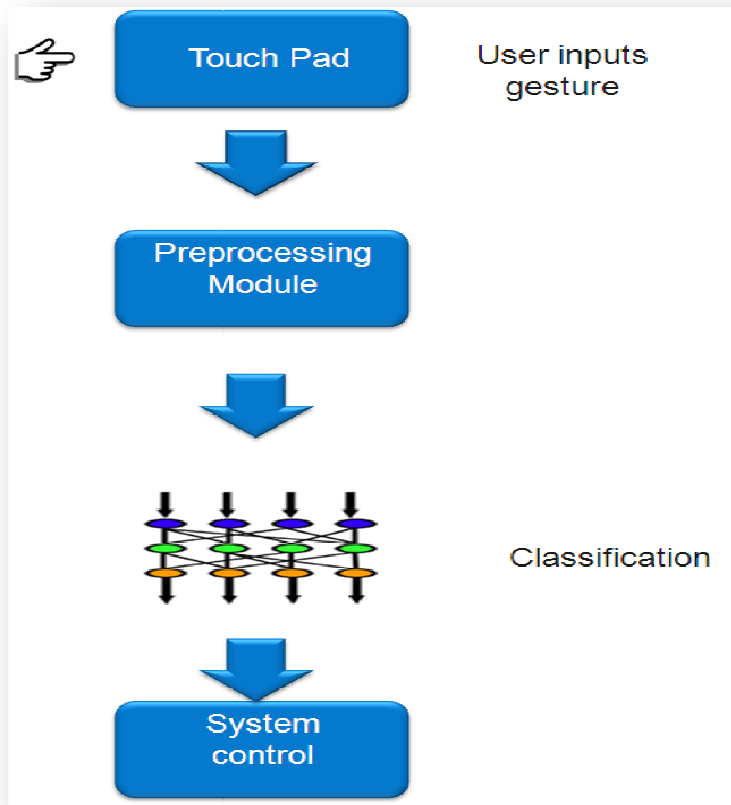 Touch Pad
User inputs
gesture
Preprocessing
Module
Classification
System
control